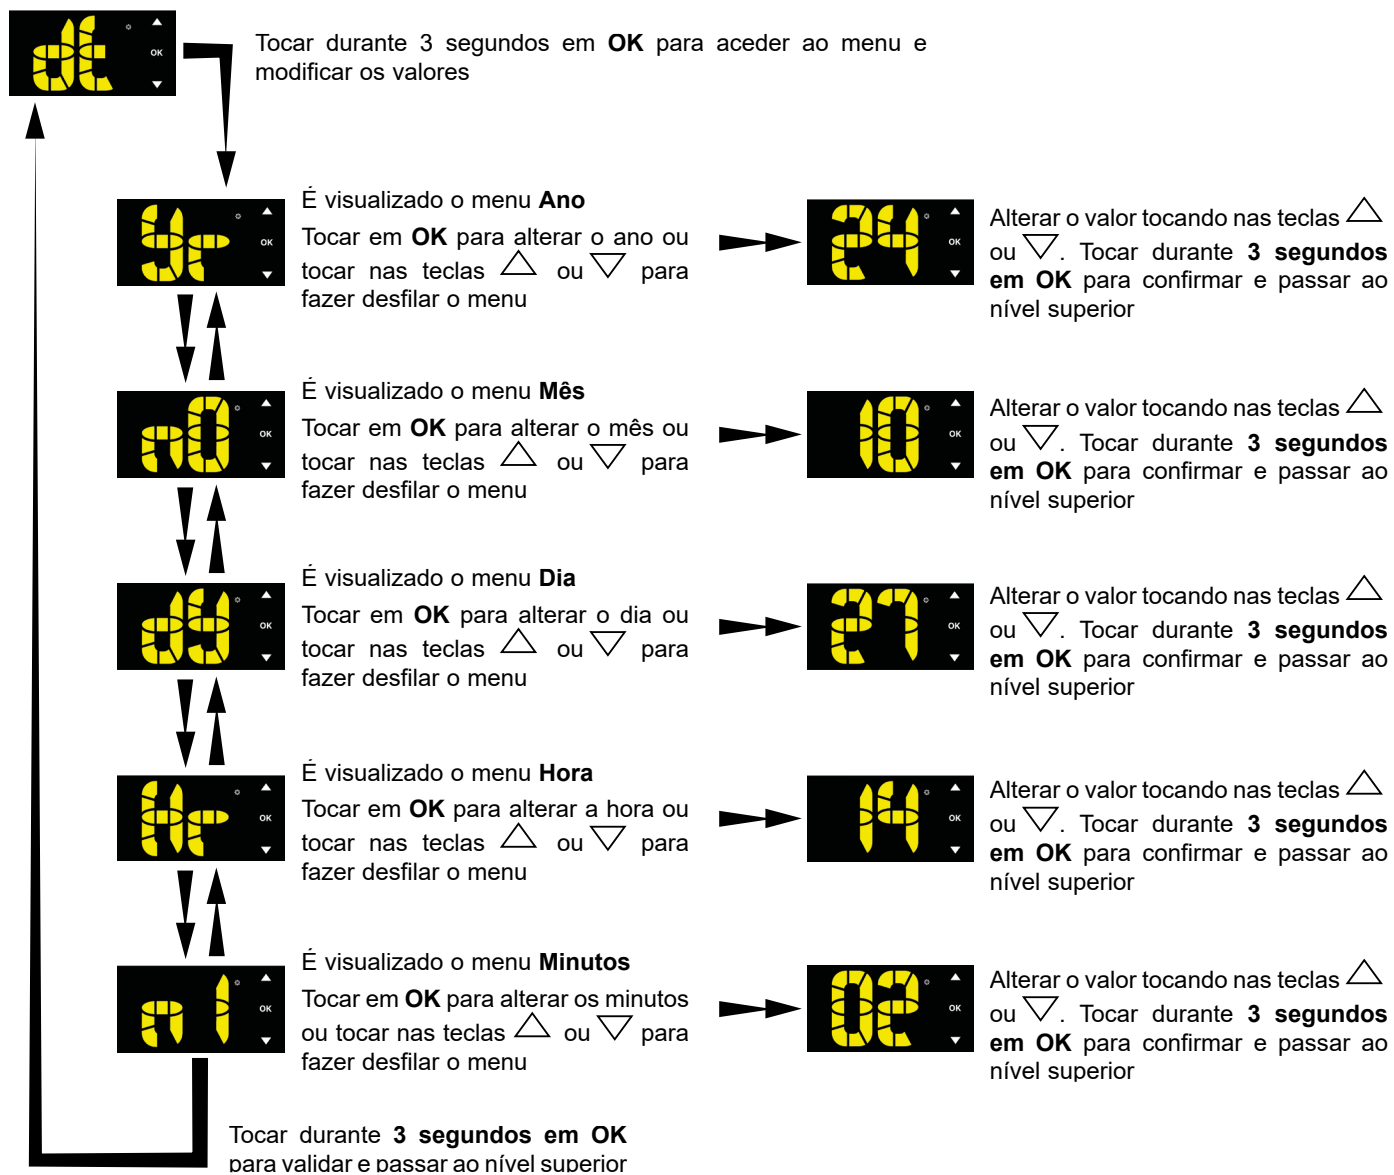 dt
OK
Tocar durante 3 segundos em OK para aceder ao menu e
modificar os valores
Yr
OK
É visualizado o menu Ano
Tocar em OK para alterar o ano ou
tocar nas teclas △ ou ▽ para
fazer desfilar o menu
24
OK
Alterar o valor tocando nas teclas △
ou ▽. Tocar durante 3 segundos
em OK para confirmar e passar ao
nível superior
n0
OK
É visualizado o menu Mês
Tocar em OK para alterar o mês ou
tocar nas teclas △ ou ▽ para
fazer desfilar o menu
10
OK
Alterar o valor tocando nas teclas △
ou ▽. Tocar durante 3 segundos
em OK para confirmar e passar ao
nível superior
dy
OK
É visualizado o menu Dia
Tocar em OK para alterar o dia ou
tocar nas teclas △ ou ▽ para
fazer desfilar o menu
27
OK
Alterar o valor tocando nas teclas △
ou ▽. Tocar durante 3 segundos
em OK para confirmar e passar ao
nível superior
Hr
OK
É visualizado o menu Hora
Tocar em OK para alterar a hora ou
tocar nas teclas △ ou ▽ para
fazer desfilar o menu
14
OK
Alterar o valor tocando nas teclas △
ou ▽. Tocar durante 3 segundos
em OK para confirmar e passar ao
nível superior
n1
OK
É visualizado o menu Minutos
Tocar em OK para alterar os minutos
ou tocar nas teclas △ ou ▽ para
fazer desfilar o menu
02
OK
Alterar o valor tocando nas teclas △
ou ▽. Tocar durante 3 segundos
em OK para confirmar e passar ao
nível superior
Tocar durante 3 segundos em OK
para validar e passar ao nível superior